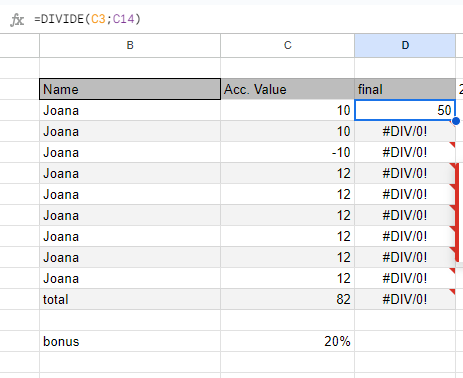 fx =DIVIDE(C3;C14)
B C D
Name Acc. Value final 2
Joana 10 50
Joana 10 #DIV/0!
Joana -10 #DIV/0!
Joana 12 #DIV/0!
Joana 12 #DIV/0!
Joana 12 #DIV/0!
Joana 12 #DIV/0!
Joana 12 #DIV/0!
Joana 12 #DIV/0!
total 82 #DIV/0!
bonus 20%